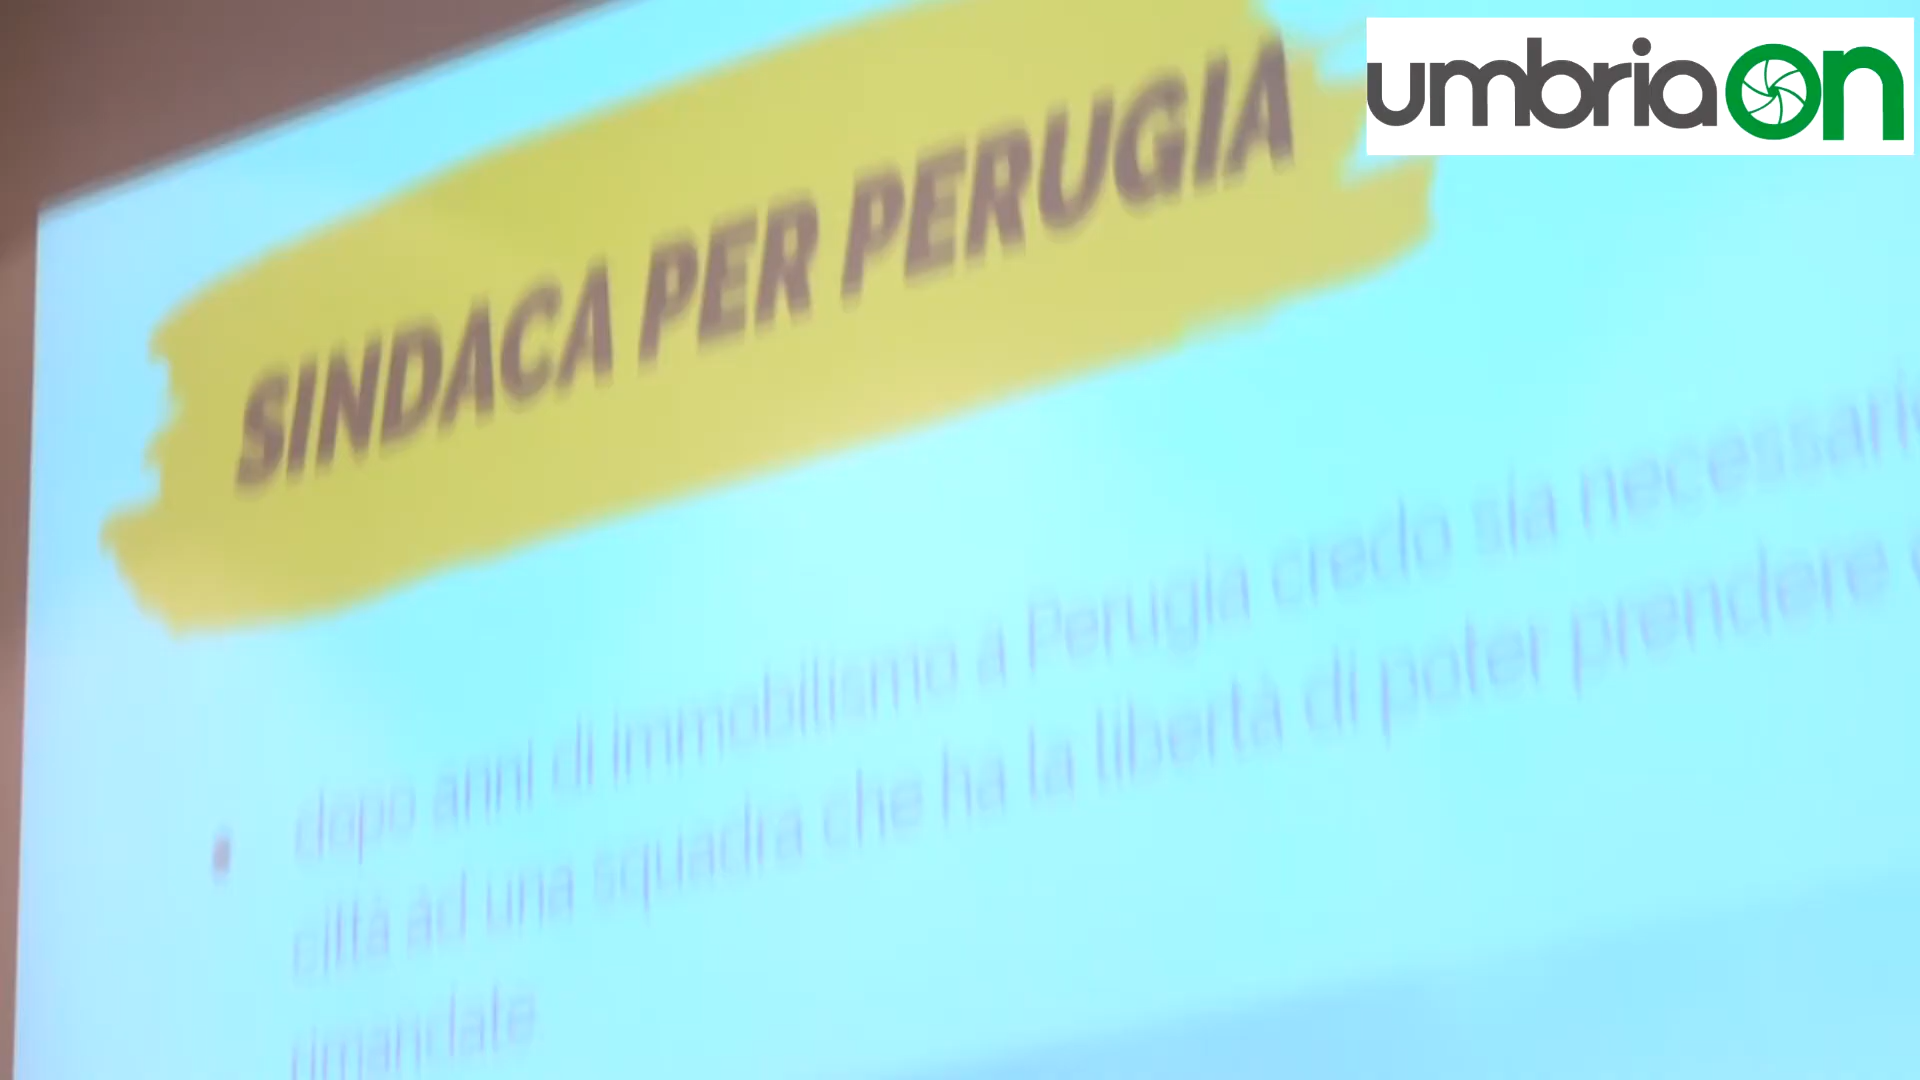 umbriaON
SINDACA PER PERUGIA
dopo anni di immobilismo a Perugia credo sia
città ad una squadra che ha la libertà di poter prendere
rimandate